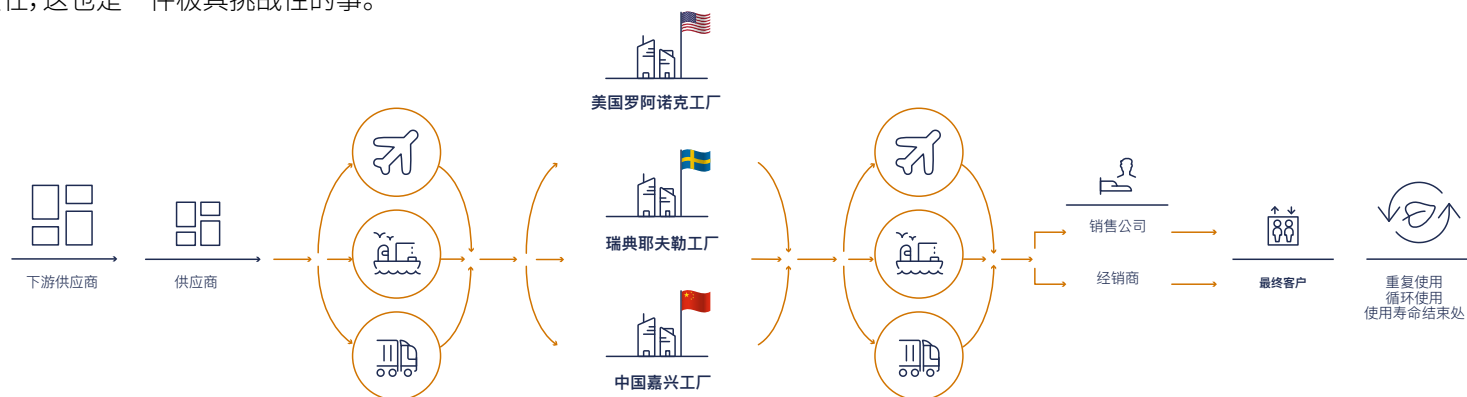 任,这也是一件极具挑战性的事。
美国罗阿诺克工厂
瑞典耶夫勒工厂
中国嘉兴工厂
下游供应商
供应商
销售公司
经销商
最终客户
重复使用
循环使用
使用寿命结束处